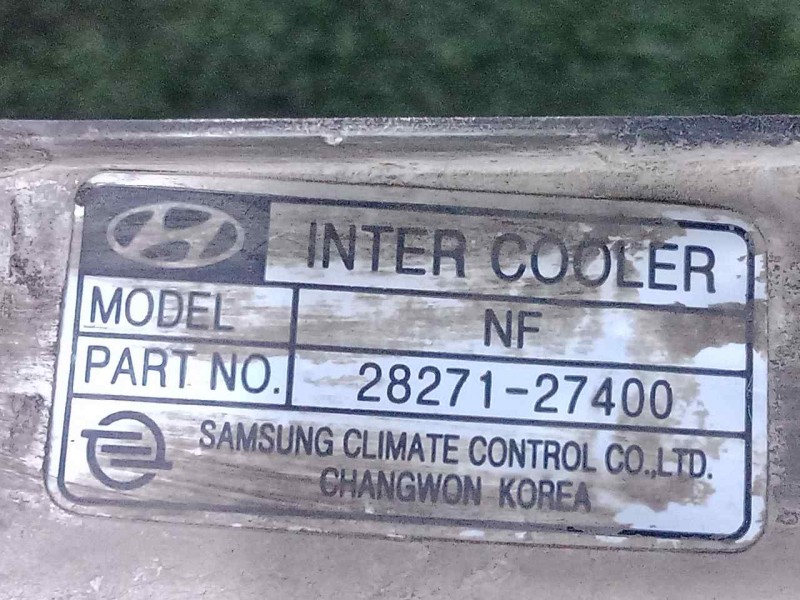 INTER COOLER
MODEL NF
PART NO. 28271-27400
SAMSUNG CLIMATE CONTROL CO.,LTD.
CHANGWON KOREA